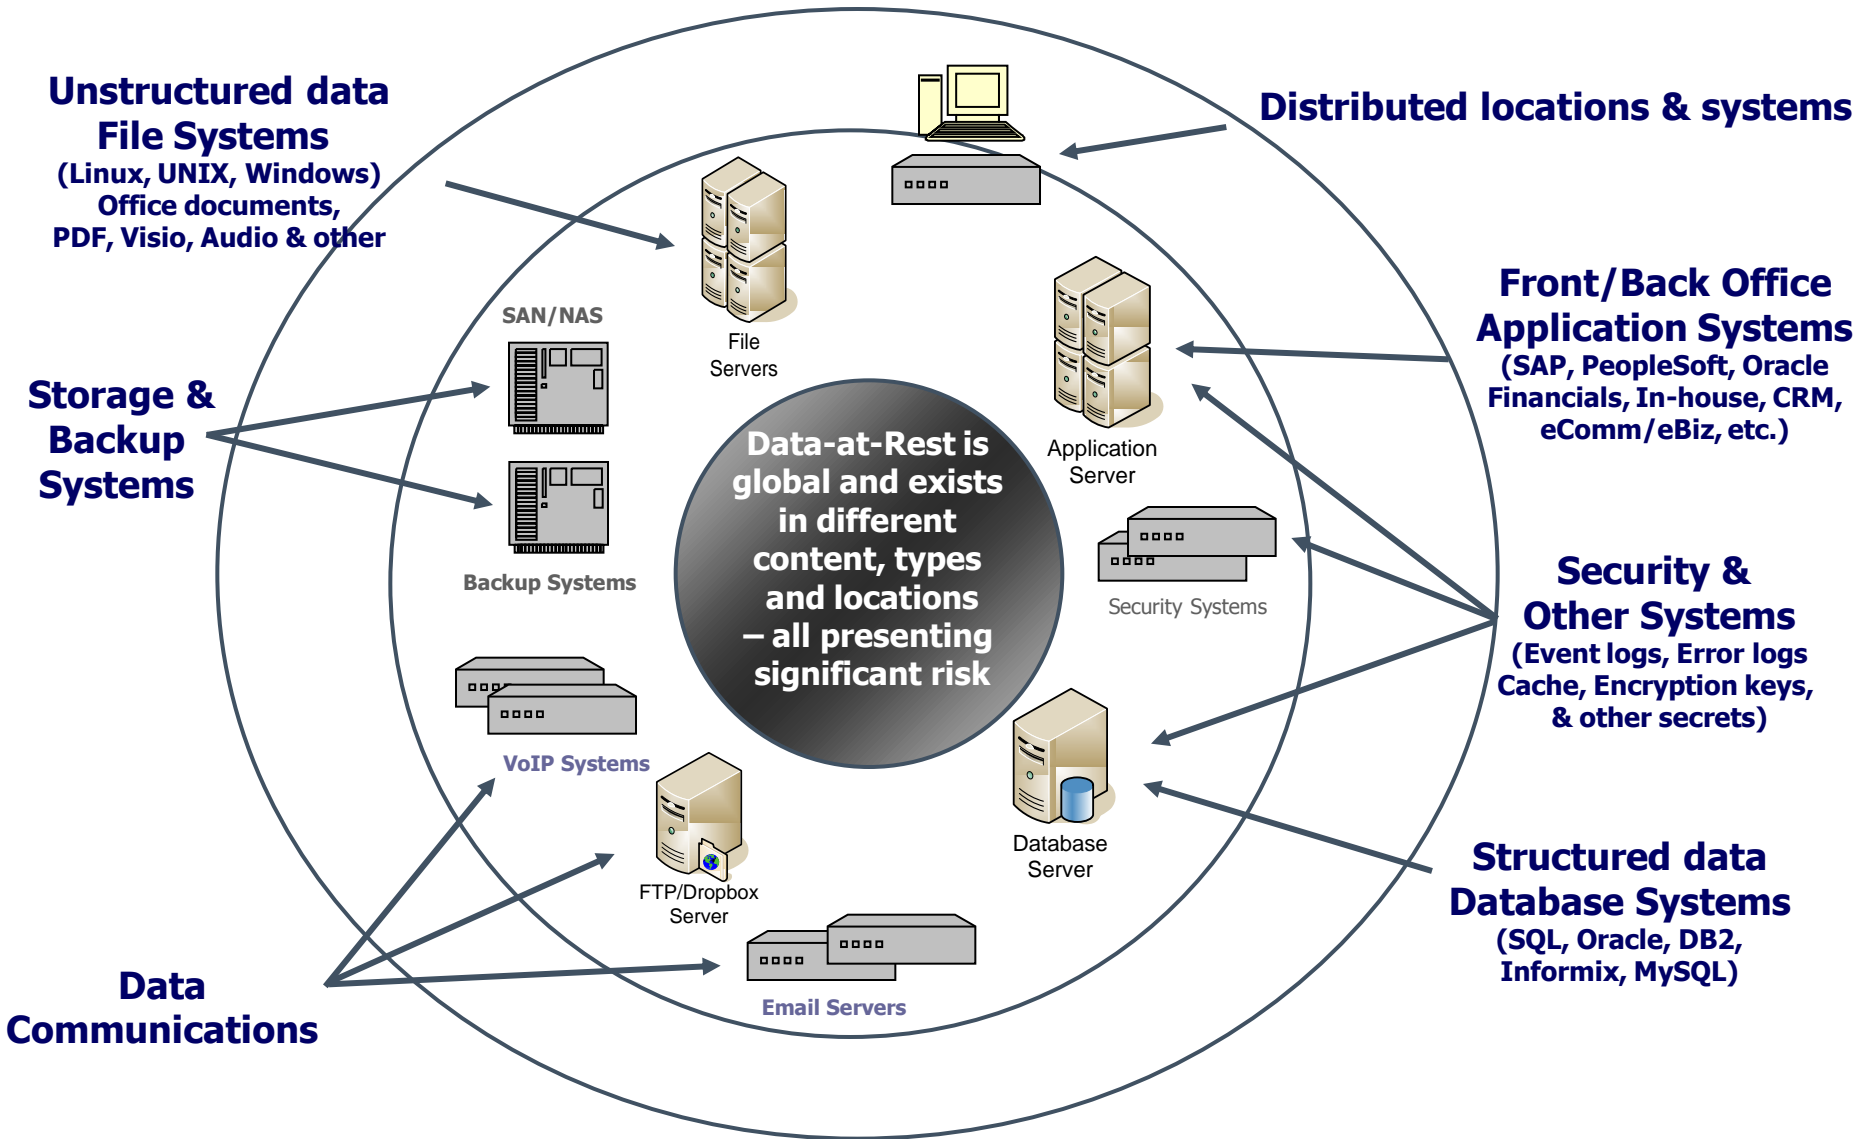 Unstructured data
File Systems
(Linux, UNIX, Windows)
Office documents,
PDF, Visio, Audio & other
Distributed locations & systems
File
Servers
SAN/NAS
Front/Back Office
Application Systems
(SAP, PeopleSoft, Oracle
Financials, In-house, CRM,
eComm/eBiz, etc.)
Storage &
Backup
Systems
Data-at-Rest is
global and exists
in different
content, types
and locations
– all presenting
significant risk
Application
Server
Backup Systems
Security Systems
Security &
Other Systems
(Event logs, Error logs
Cache, Encryption keys,
& other secrets)
VoIP Systems
Database
Server
FTP/Dropbox
Server
Structured data
Database Systems
(SQL, Oracle, DB2,
Informix, MySQL)
Data
Communications
Email Servers